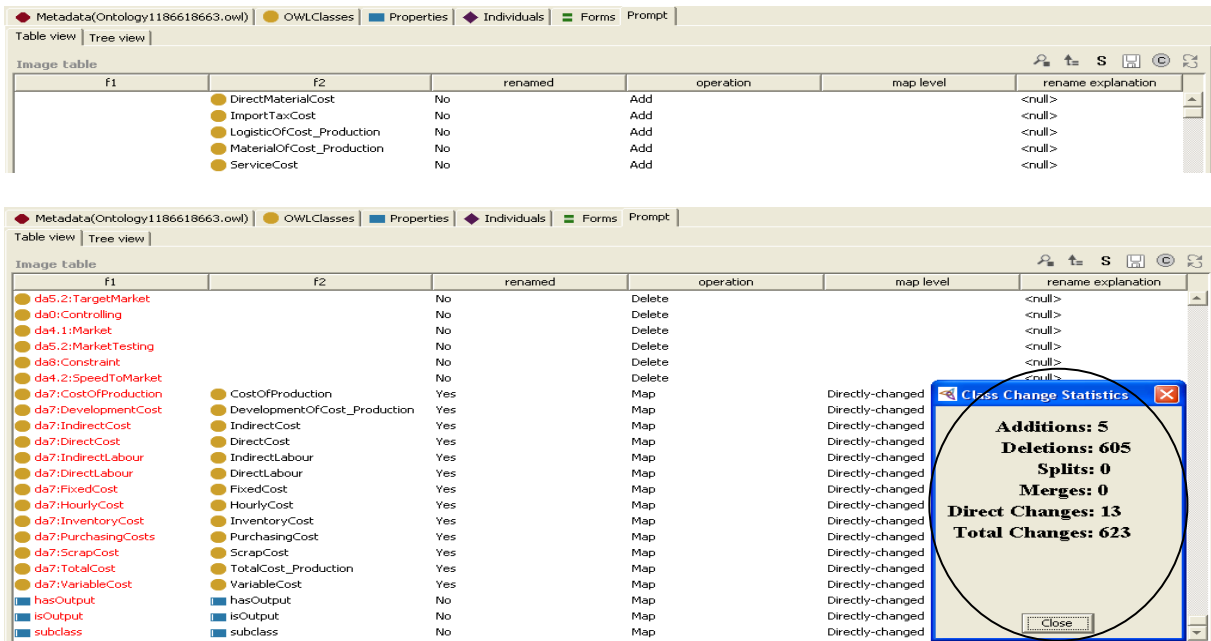 Metadata(Ontology1186618663.owl) OWLClasses Properties Individuals Forms Prompt
Table view Tree view
Image table S C
f1 f2 renamed operation map level rename explanation
DirectMaterialCost No Add <null>
ImportTaxCost No Add <null>
LogisticOfCost_Production No Add <null>
MaterialOfCost_Production No Add <null>
ServiceCost No Add <null>
Metadata(Ontology1186618663.owl) OWLClasses Properties Individuals Forms Prompt
Table view Tree view
Image table S C
f1 f2 renamed operation map level rename explanation
da5.2:TargetMarket No Delete <null>
da0:Controlling No Delete <null>
da4.1:Market No Delete <null>
da5.2:MarketTesting No Delete <null>
da8:Constraint No Delete <null>
da4.2:SpeedToMarket No Delete <null>
da7:CostOfProduction CostOfProduction Yes Map Directly-changed
da7:DevelopmentCost DevelopmentOfCost_Production Yes Map Directly-changed
da7:IndirectCost IndirectCost Yes Map Directly-changed
da7:DirectCost DirectCost Yes Map Directly-changed
da7:IndirectLabour IndirectLabour Yes Map Directly-changed
da7:DirectLabour DirectLabour Yes Map Directly-changed
da7:FixedCost FixedCost Yes Map Directly-changed
da7:HourlyCost HourlyCost Yes Map Directly-changed
da7:InventoryCost InventoryCost Yes Map Directly-changed
da7:PurchasingCosts PurchasingCost Yes Map Directly-changed
da7:ScrapCost ScrapCost Yes Map Directly-changed
da7:TotalCost TotalCost_Production Yes Map Directly-changed
da7:VariableCost VariableCost Yes Map Directly-changed
hasOutput hasOutput No Map Directly-changed
isOutput isOutput No Map Directly-changed
subclass subclass No Map Directly-changed
Class Change Statistics
Additions: 5
Deletions: 605
Splits: 0
Merges: 0
Direct Changes: 13
Total Changes: 623
Close